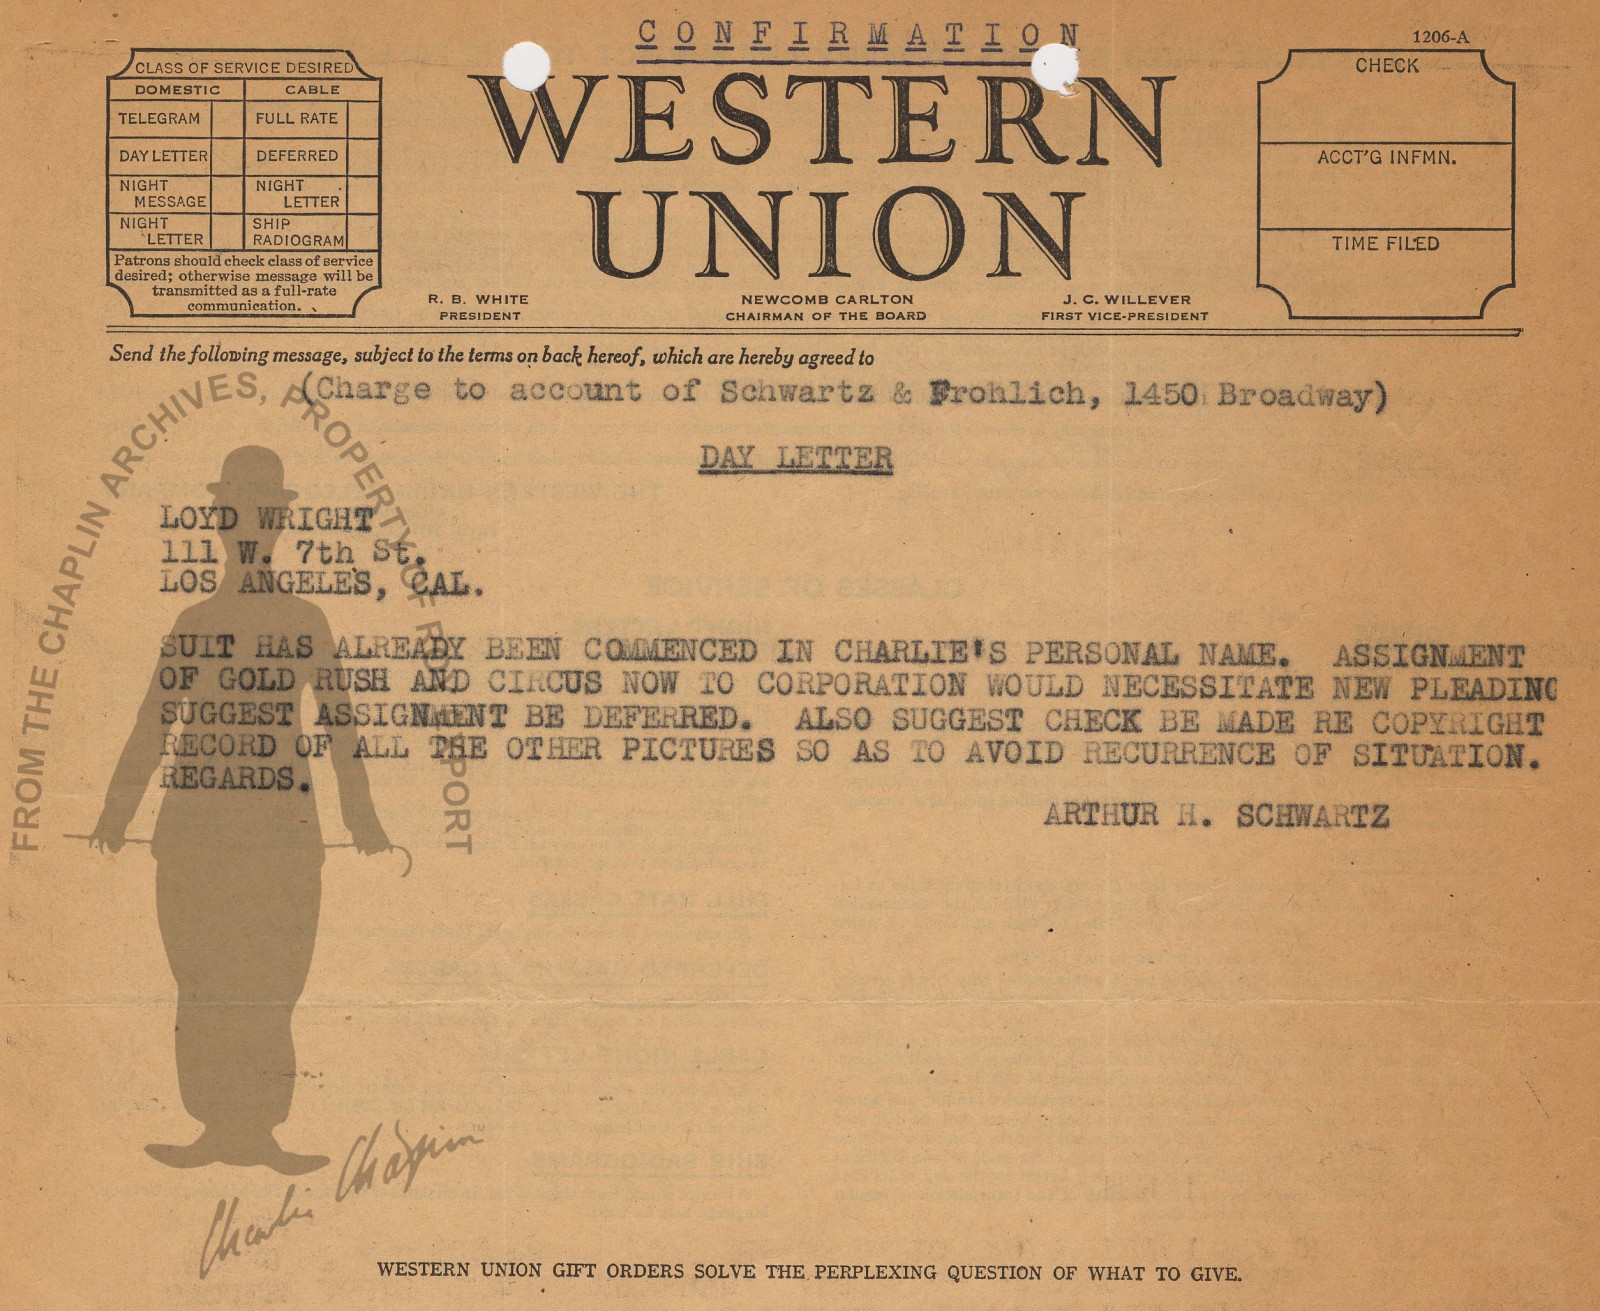 CONFIRMATION
1206-A
CLASS OF SERVICE DESIRED
DOMESTIC CABLE
TELEGRAM FULL RATE
DAY LETTER DEFERRED
NIGHT MESSAGE NIGHT LETTER
NIGHT LETTER SHIP RADIOGRAM
Patrons should check class of service
desired; otherwise message will be
transmitted as a full-rate
communication.
WESTERN
UNION
CHECK
ACCT'G INFMN.
TIME FILED
R. B. WHITE
PRESIDENT
NEWCOMB CARLTON
CHAIRMAN OF THE BOARD
J. C. WILLEVER
FIRST VICE-PRESIDENT
Send the following message, subject to the terms on back hereof, which are hereby agreed to
(Charge to account of Schwartz & Frohlich, 1450 Broadway)
DAY LETTER
LOYD WRIGHT
111 W. 7th St.
LOS ANGELES, CAL.
SUIT HAS ALREADY BEEN COMMENCED IN CHARLIE'S PERSONAL NAME. ASSIGNMENT
OF GOLD RUSH AND CIRCUS NOW TO CORPORATION WOULD NECESSITATE NEW PLEADING
SUGGEST ASSIGNMENT BE DEFERRED. ALSO SUGGEST CHECK BE MADE RE COPYRIGHT
RECORD OF ALL THE OTHER PICTURES SO AS TO AVOID RECURRENCE OF SITUATION.
REGARDS.
ARTHUR H. SCHWARTZ
FROM THE CHAPLIN ARCHIVES, PROPERTY OF ROY EXPORT
Charlie Chaplin™
WESTERN UNION GIFT ORDERS SOLVE THE PERPLEXING QUESTION OF WHAT TO GIVE.